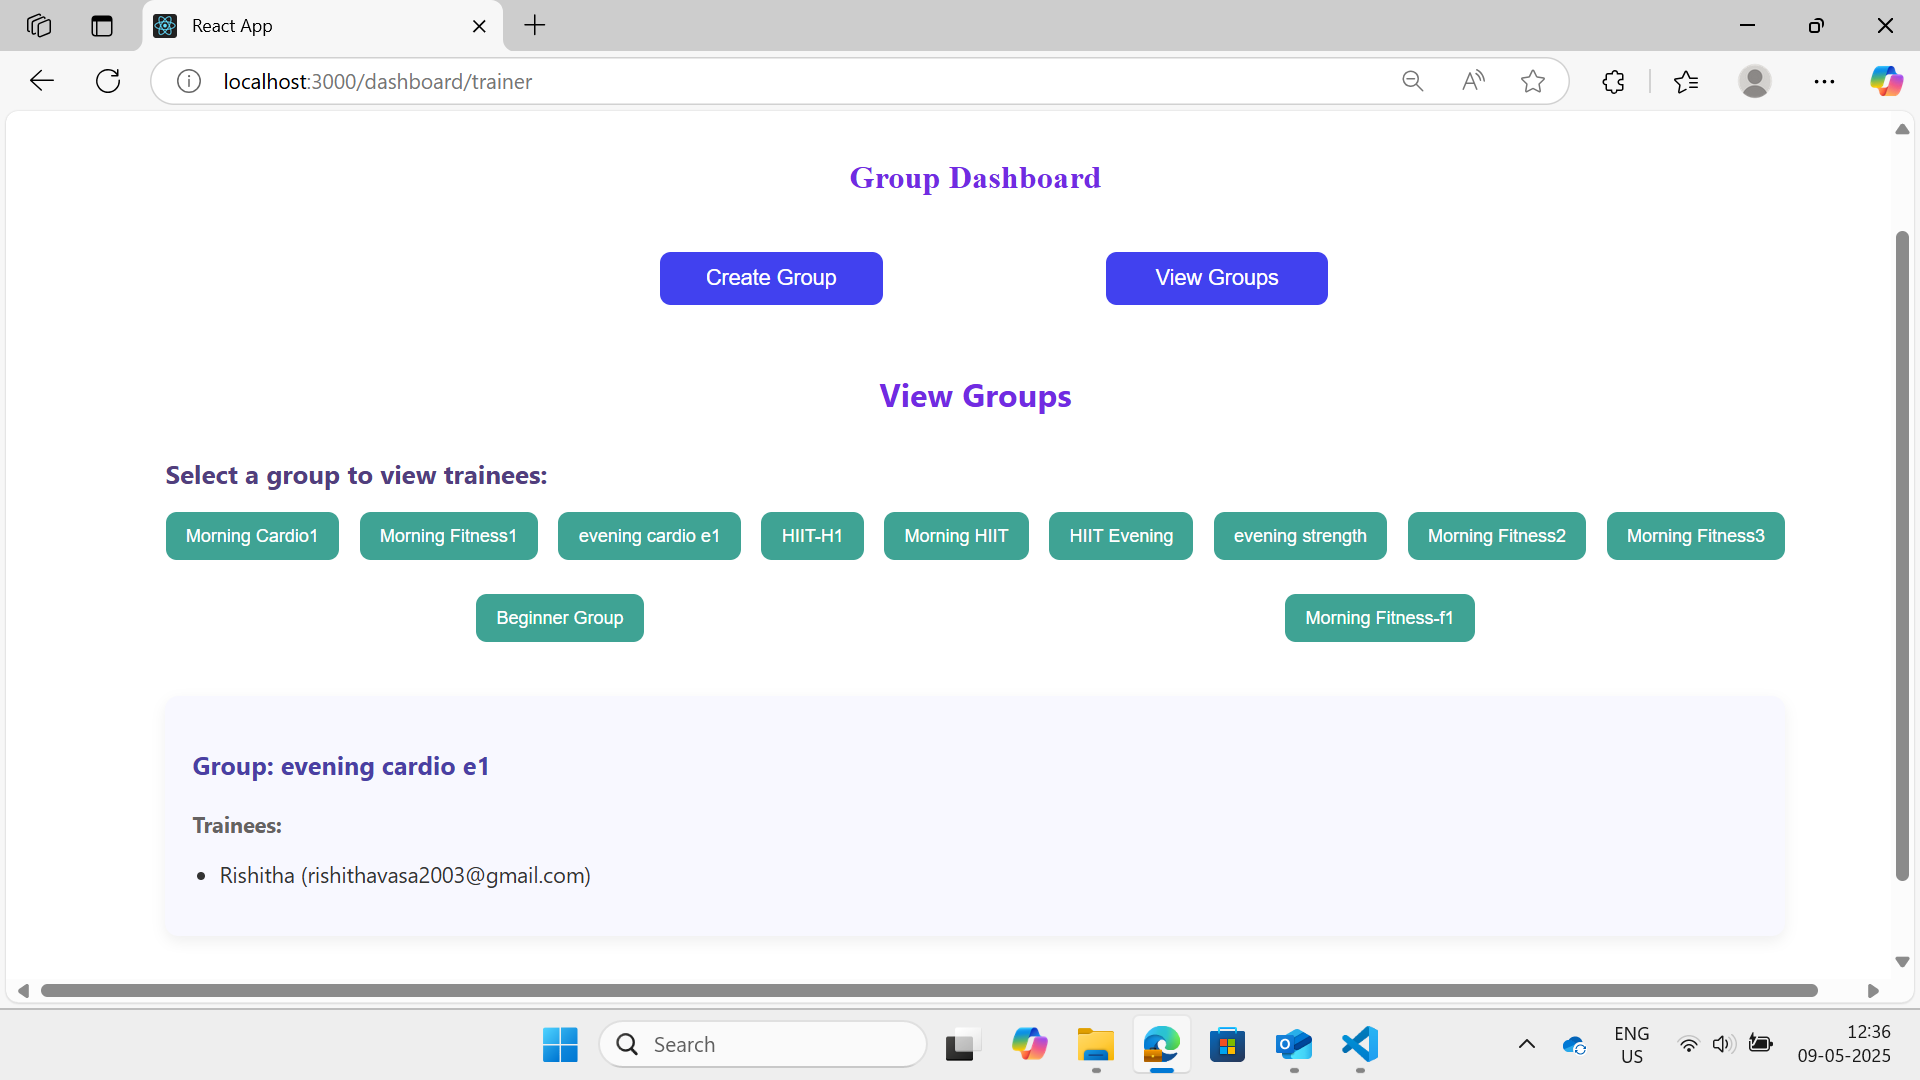 React App
localhost:3000/dashboard/trainer
Group Dashboard
Create Group
View Groups
View Groups
Select a group to view trainees:
Morning Cardio1
Morning Fitness1
evening cardio e1
HIIT-H1
Morning HIIT
HIIT Evening
evening strength
Morning Fitness2
Morning Fitness3
Beginner Group
Morning Fitness-f1
Group: evening cardio e1
Trainees:
Rishitha (rishithavasa2003@gmail.com)
Search
ENG
US
12:36
09-05-2025